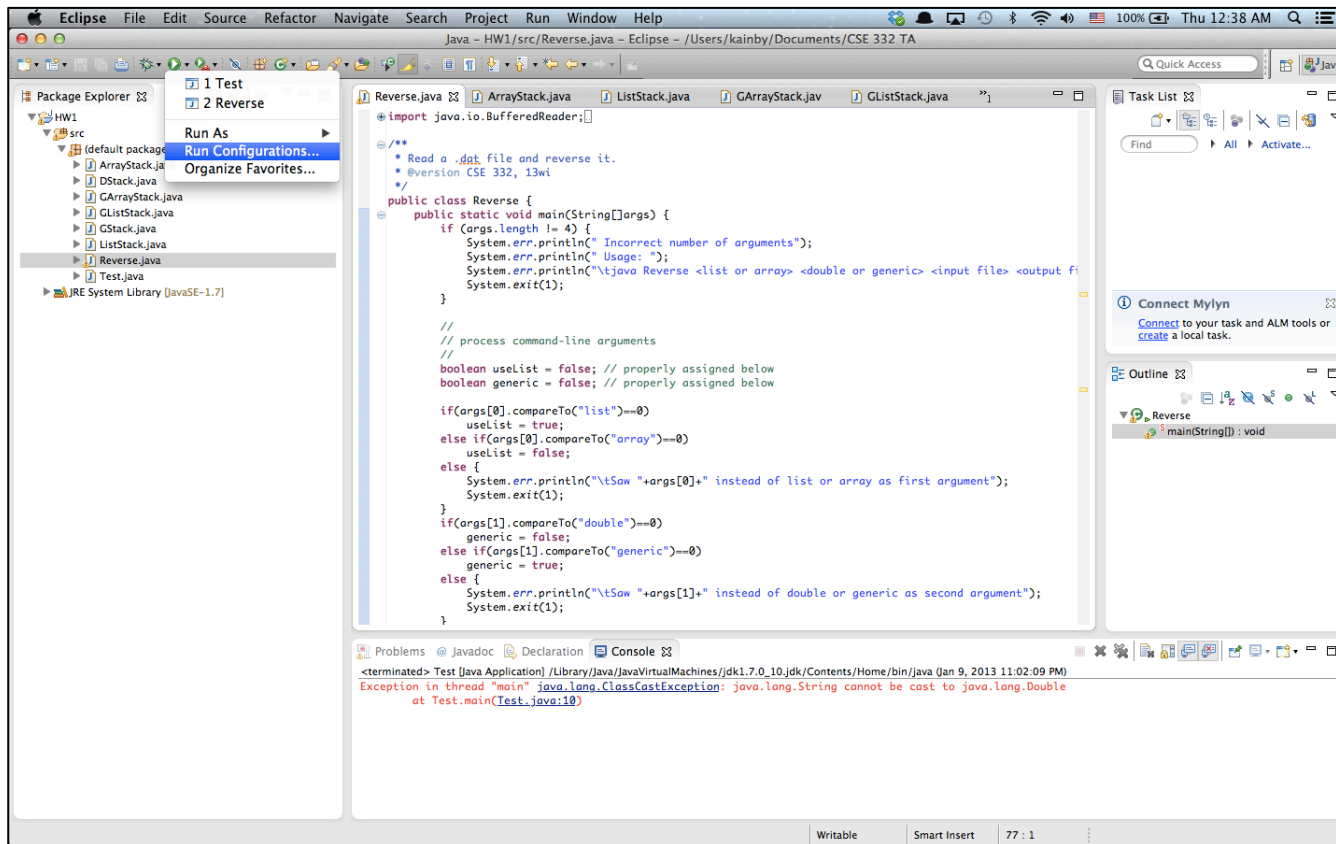 Eclipse File Edit Source Refactor Navigate Search Project Run Window Help 100% Thu 12:38 AM
Java – HW1/src/Reverse.java – Eclipse – /Users/kainby/Documents/CSE 332 TA
Quick Access Jav
1 Test
2 Reverse
Run As
Run Configurations...
Organize Favorites...
Package Explorer
HW1
src
(default package
ArrayStack.ja
DStack.java
GArrayStack.java
GListStack.java
GStack.java
ListStack.java
Reverse.java
Test.java
JRE System Library [JavaSE-1.7]
Reverse.java ArrayStack.java ListStack.java GArrayStack.jav GListStack.java »1
import java.io.BufferedReader;
/**
* Read a .dat file and reverse it.
* @version CSE 332, 13wi
*/
public class Reverse {
public static void main(String[]args) {
if (args.length != 4) {
System.err.println(" Incorrect number of arguments");
System.err.println(" Usage: ");
System.err.println("\tjava Reverse <list or array> <double or generic> <input file> <output fi
System.exit(1);
}
//
// process command-line arguments
//
boolean useList = false; // properly assigned below
boolean generic = false; // properly assigned below
if(args[0].compareTo("list")==0)
useList = true;
else if(args[0].compareTo("array")==0)
useList = false;
else {
System.err.println("\tSaw "+args[0]+" instead of list or array as first argument");
System.exit(1);
}
if(args[1].compareTo("double")==0)
generic = false;
else if(args[1].compareTo("generic")==0)
generic = true;
else {
System.err.println("\tSaw "+args[1]+" instead of double or generic as second argument");
System.exit(1);
}
Task List
Find All Activate...
Connect Mylyn
Connect to your task and ALM tools or
create a local task.
Outline
Reverse
main(String[]) : void
Problems @ Javadoc Declaration Console
<terminated> Test [Java Application] /Library/Java/JavaVirtualMachines/jdk1.7.0_10.jdk/Contents/Home/bin/java (Jan 9, 2013 11:02:09 PM)
Exception in thread "main" java.lang.ClassCastException: java.lang.String cannot be cast to java.lang.Double
at Test.main(Test.java:10)
Writable Smart Insert 77 : 1